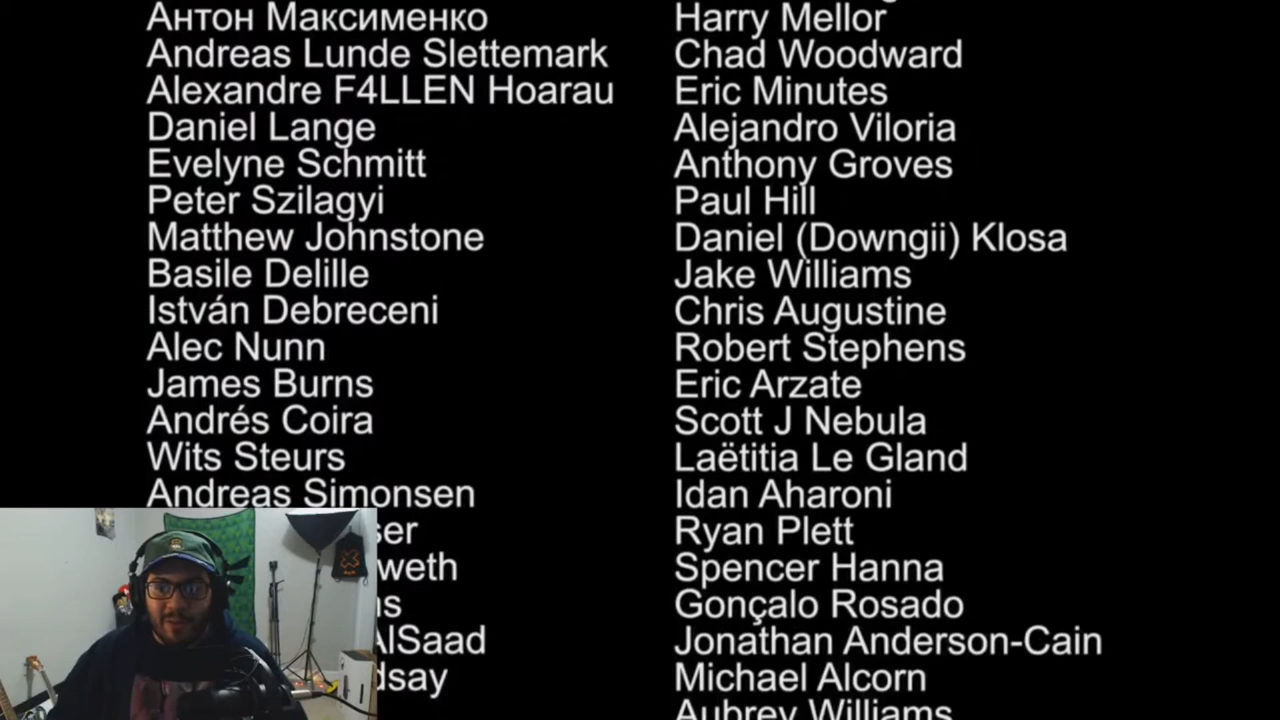 Антон Максименко
Andreas Lunde Slettemark
Alexandre F4LLEN Hoarau
Daniel Lange
Evelyne Schmitt
Peter Szilagyi
Matthew Johnstone
Basile Delille
István Debreceni
Alec Nunn
James Burns
Andrés Coira
Wits Steurs
Andreas Simonsen
AlSaad
Harry Mellor
Chad Woodward
Eric Minutes
Alejandro Viloria
Anthony Groves
Paul Hill
Daniel (Downgii) Klosa
Jake Williams
Chris Augustine
Robert Stephens
Eric Arzate
Scott J Nebula
Laëtitia Le Gland
Idan Aharoni
Ryan Plett
Spencer Hanna
Gonçalo Rosado
Jonathan Anderson-Cain
Michael Alcorn
Aubrey Williams